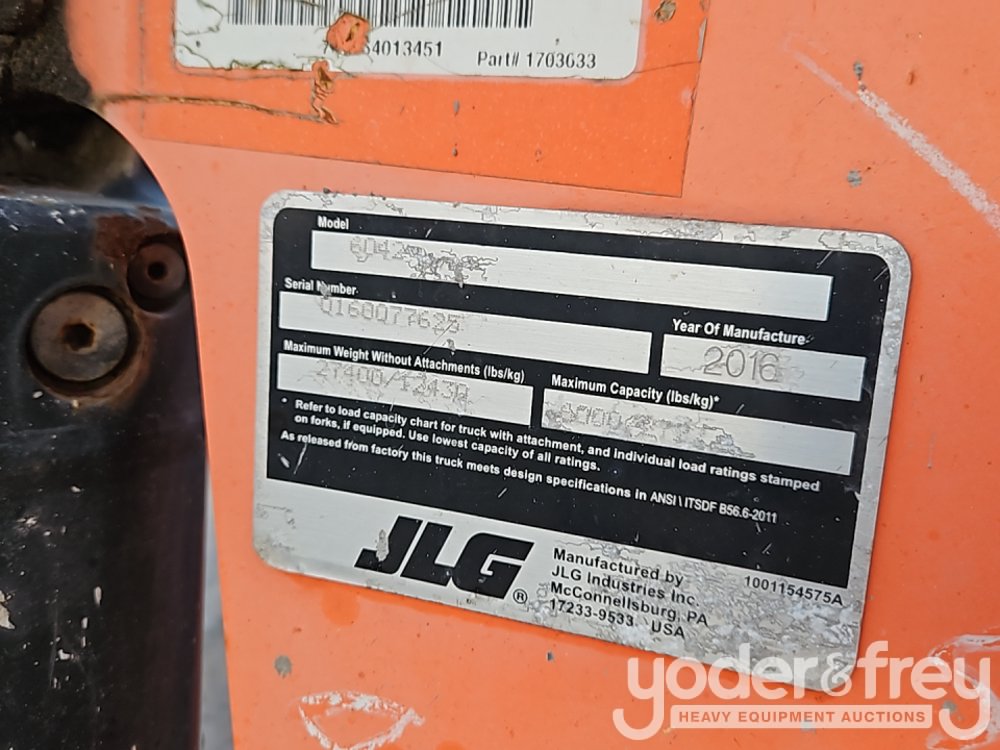 Part# 1703633
Model
Serial Number
0160077625
Year Of Manufacture
2016
Maximum Weight Without Attachments (lbs/kg)
Maximum Capacity (lbs/kg)*
* Refer to load capacity chart for truck with attachment, and individual load ratings stamped
on forks, if equipped. Use lowest capacity of all ratings.
As released from factory this truck meets design specifications in ANSI \ ITSDF B56.6-2011
JLG®
Manufactured by
JLG Industries Inc.
McConnellsburg, PA
17233-9533 USA
1001154575A
yoder&frey
HEAVY EQUIPMENT AUCTIONS